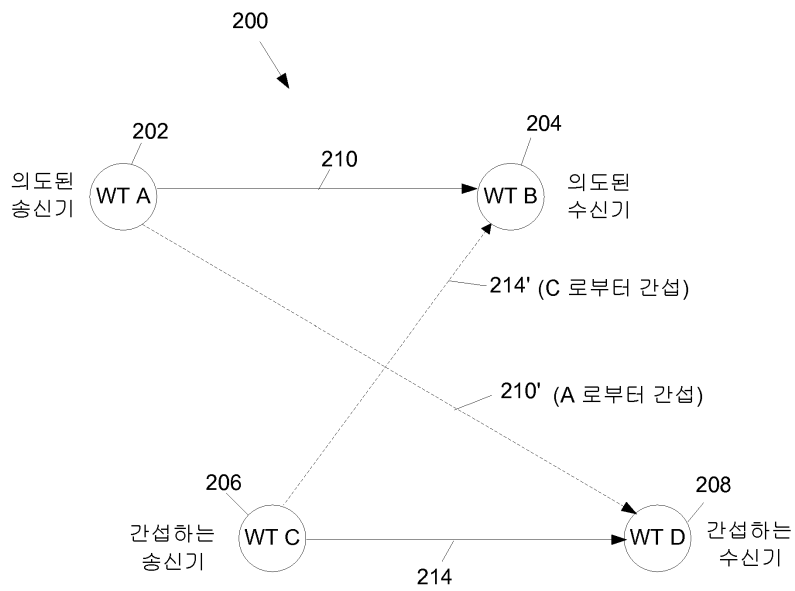 200
202
204
210
의도된
송신기
WT A
WT B
의도된
수신기
214' (C 로부터 간섭)
210' (A 로부터 간섭)
206
208
간섭하는
송신기
WT C
WT D
간섭하는
수신기
214